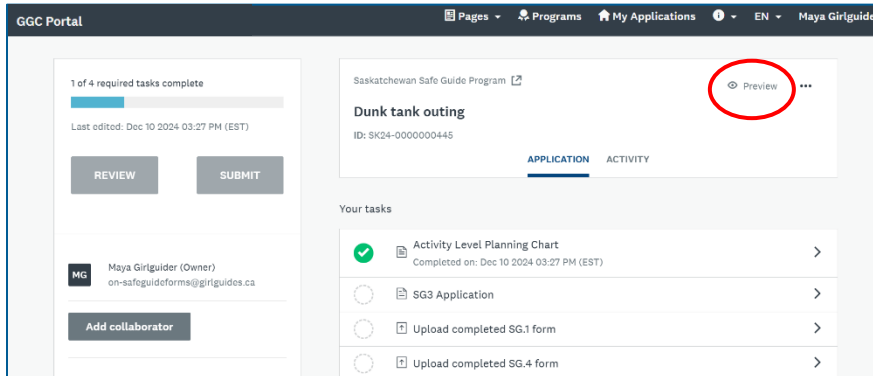 GGC Portal
Pages
Programs
My Applications
EN
Maya Girlguide
1 of 4 required tasks complete
Last edited: Dec 10 2024 03:27 PM (EST)
REVIEW
SUBMIT
MG
Maya Girlguider (Owner)
on-safeguideforms@girlguides.ca
Add collaborator
Saskatchewan Safe Guide Program
Preview
Dunk tank outing
ID: SK24-0000000445
APPLICATION
ACTIVITY
Your tasks
Activity Level Planning Chart
Completed on: Dec 10 2024 03:27 PM (EST)
SG3 Application
Upload completed SG.1 form
Upload completed SG.4 form